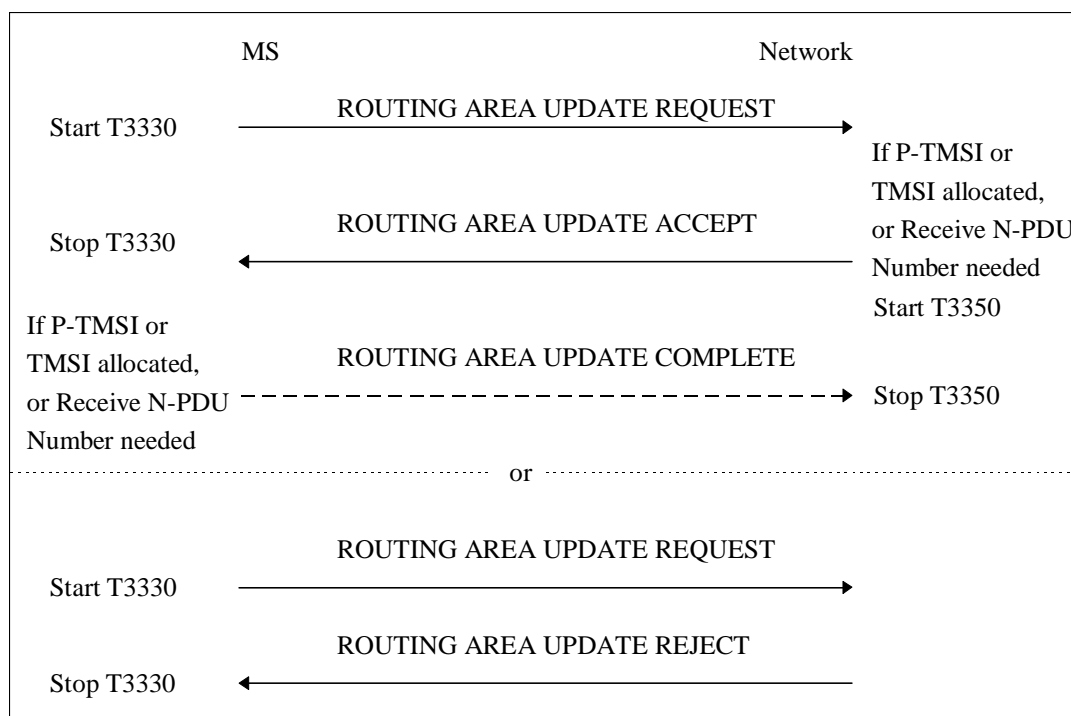 MS
Network
ROUTING AREA UPDATE REQUEST
Start T3330
If P-TMSI or
TMSI allocated,
or Receive N-PDU
Number needed
Start T3350
ROUTING AREA UPDATE ACCEPT
Stop T3330
If P-TMSI or
TMSI allocated,
or Receive N-PDU
Number needed
ROUTING AREA UPDATE COMPLETE
Stop T3350
or
ROUTING AREA UPDATE REQUEST
Start T3330
ROUTING AREA UPDATE REJECT
Stop T3330